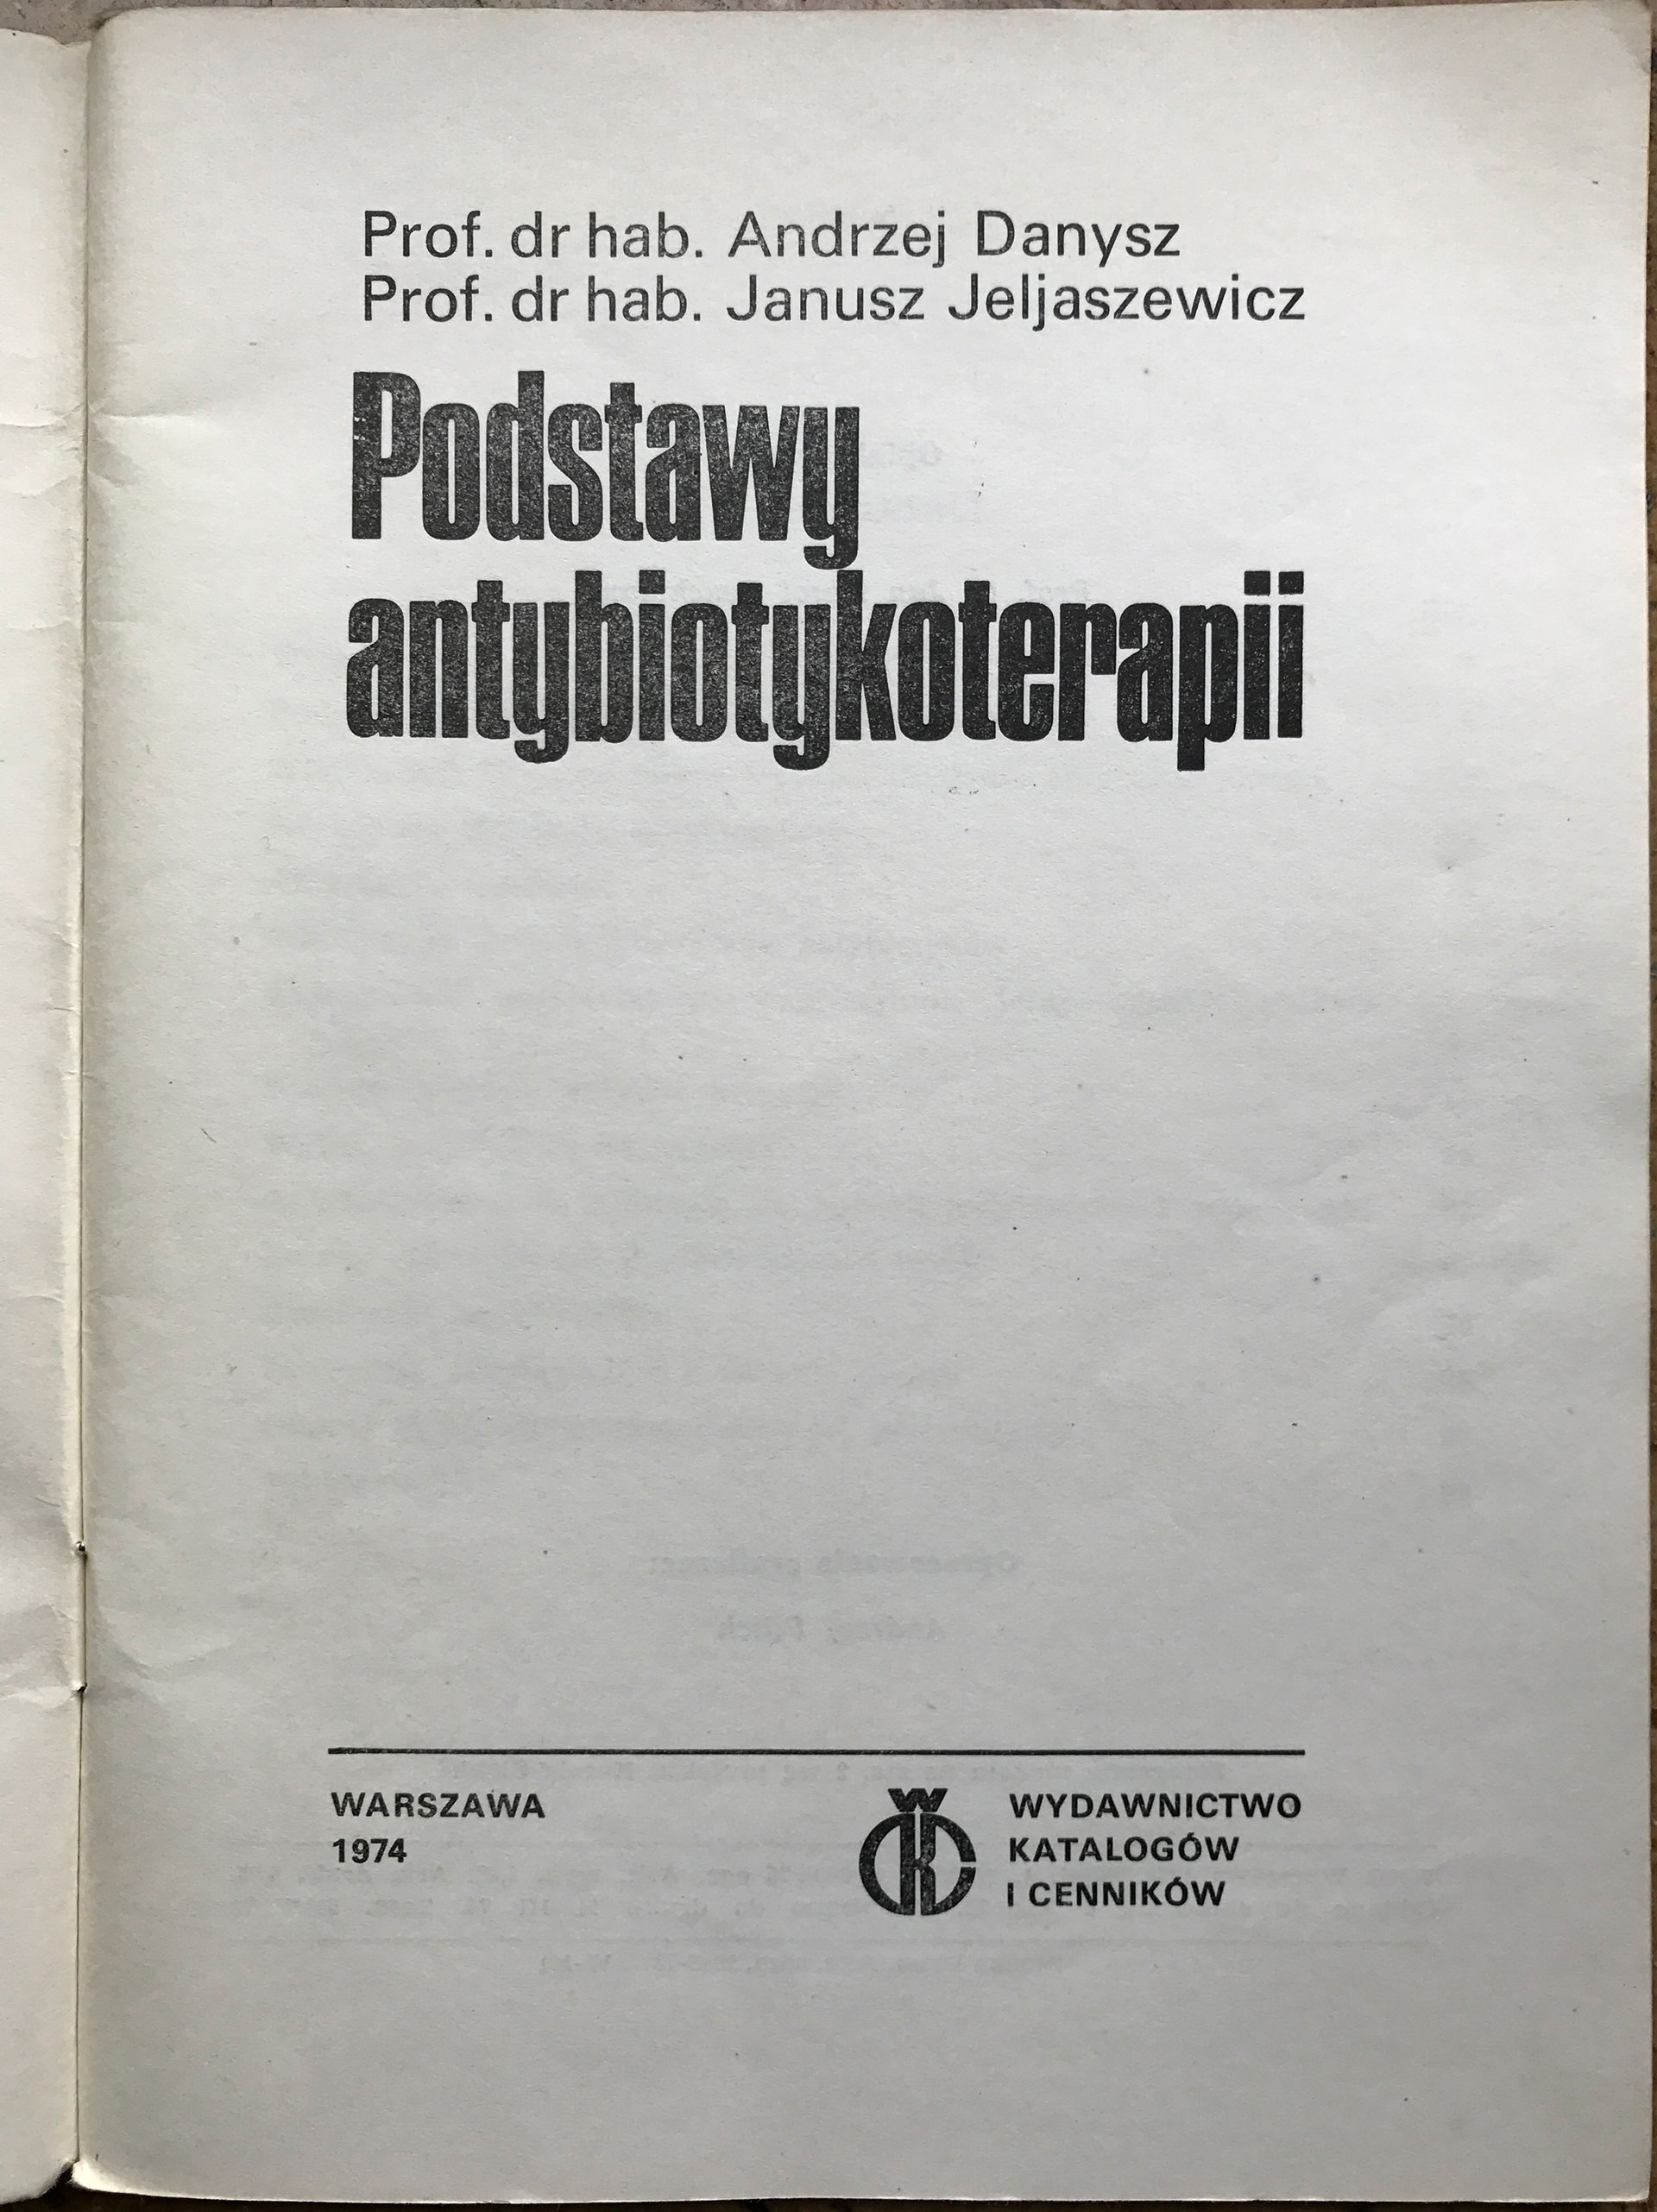 Prof. dr hab. Andrzej Danysz
Prof. dr hab. Janusz Jeljaszewicz
Podstawy
antybiotykoterapii
WARSZAWA
1974
WYDAWNICTWO
KATALOGÓW
I CENNIKÓW